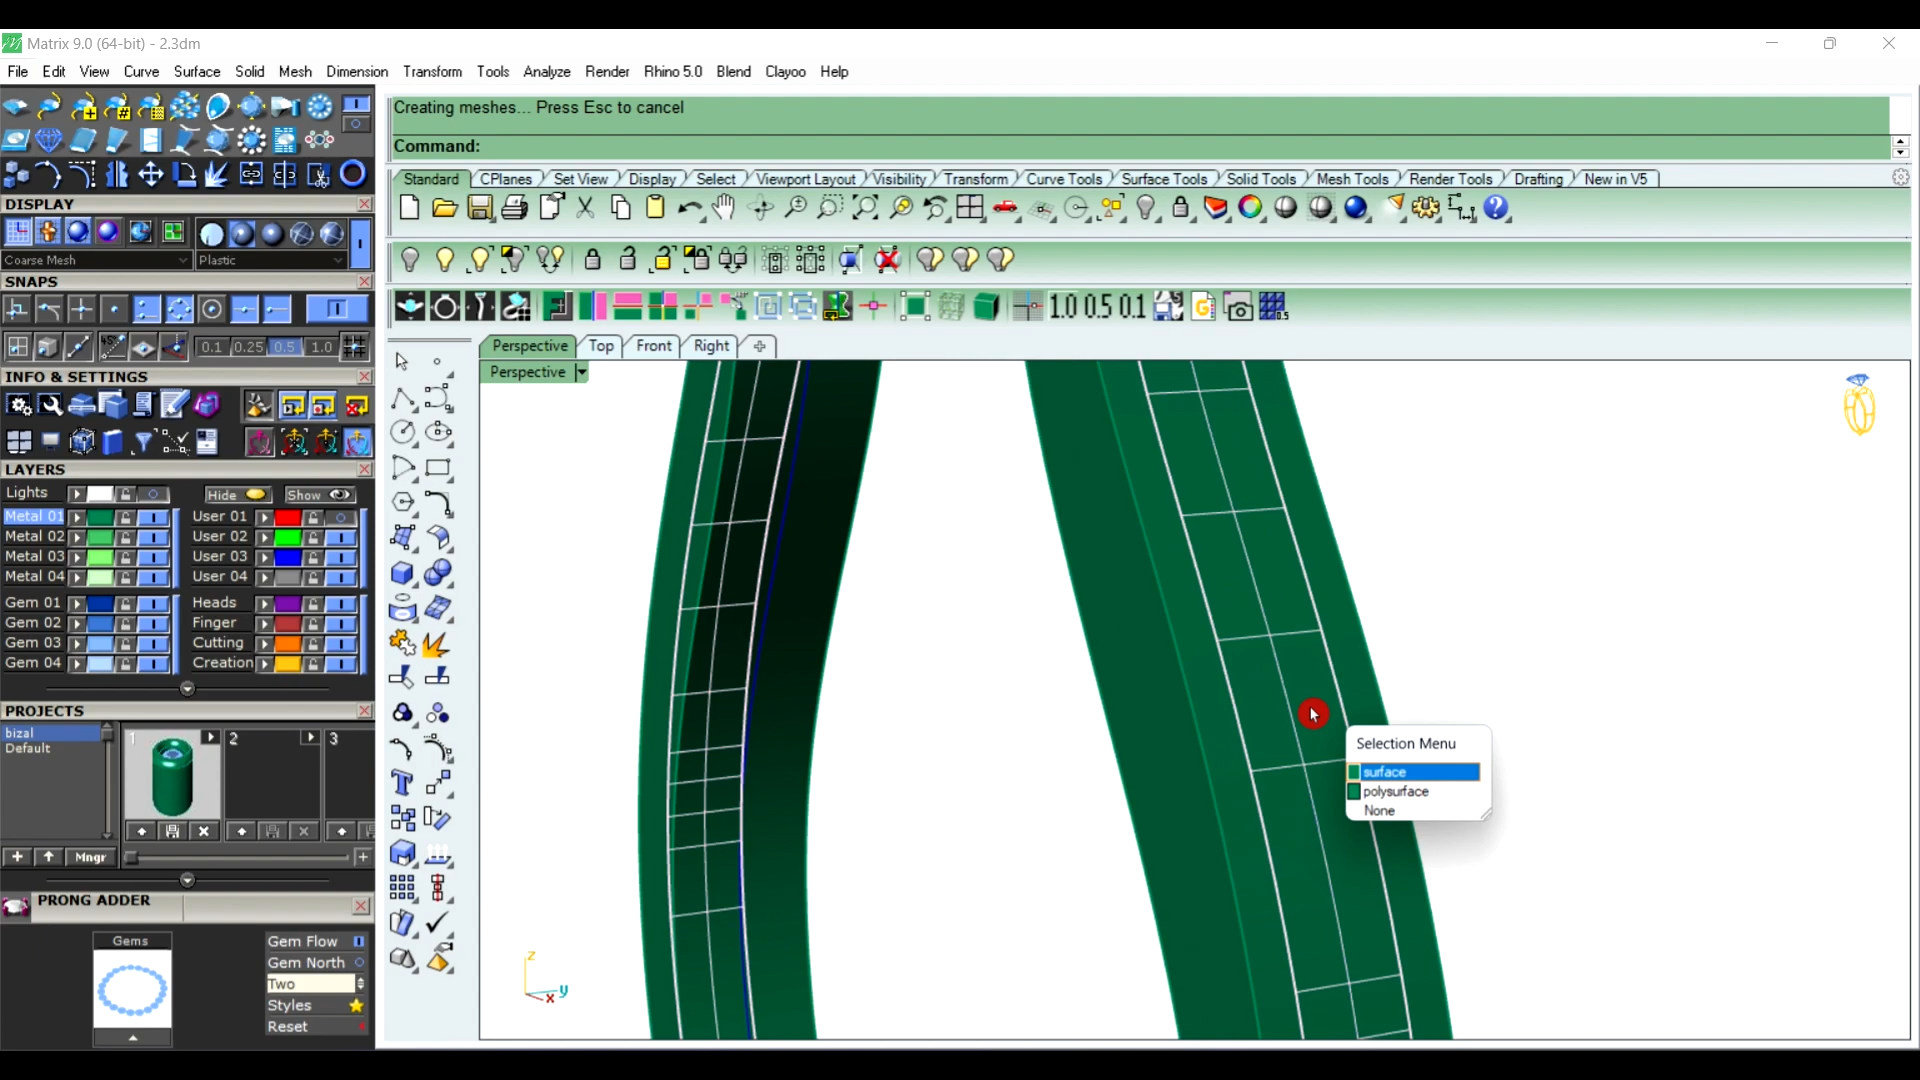 Matrix 9.0 (64-bit) - 2.3dm
File Edit View Curve Surface Solid Mesh Dimension Transform Tools Analyze Render Rhino 5.0 Blend Clayoo Help
Creating meshes... Press Esc to cancel
Command:
Standard CPlanes Set View Display Select Viewport Layout Visibility Transform Curve Tools Surface Tools Solid Tools Mesh Tools Render Tools Drafting New in V5
1.0 0.5 0.1
Perspective Top Front Right
Perspective
DISPLAY
Coarse Mesh Plastic
SNAPS
0.1 0.25 0.5 1.0
INFO & SETTINGS
LAYERS
Lights Hide Show
Metal 01 User 01
Metal 02 User 02
Metal 03 User 03
Metal 04 User 04
Gem 01 Heads
Gem 02 Finger
Gem 03 Cutting
Gem 04 Creation
PROJECTS
bizal
Default
1 2 3
Mngr
PRONG ADDER
Gems
Gem Flow
Gem North
Two
Styles
Reset
Selection Menu
surface
polysurface
None
z
x y